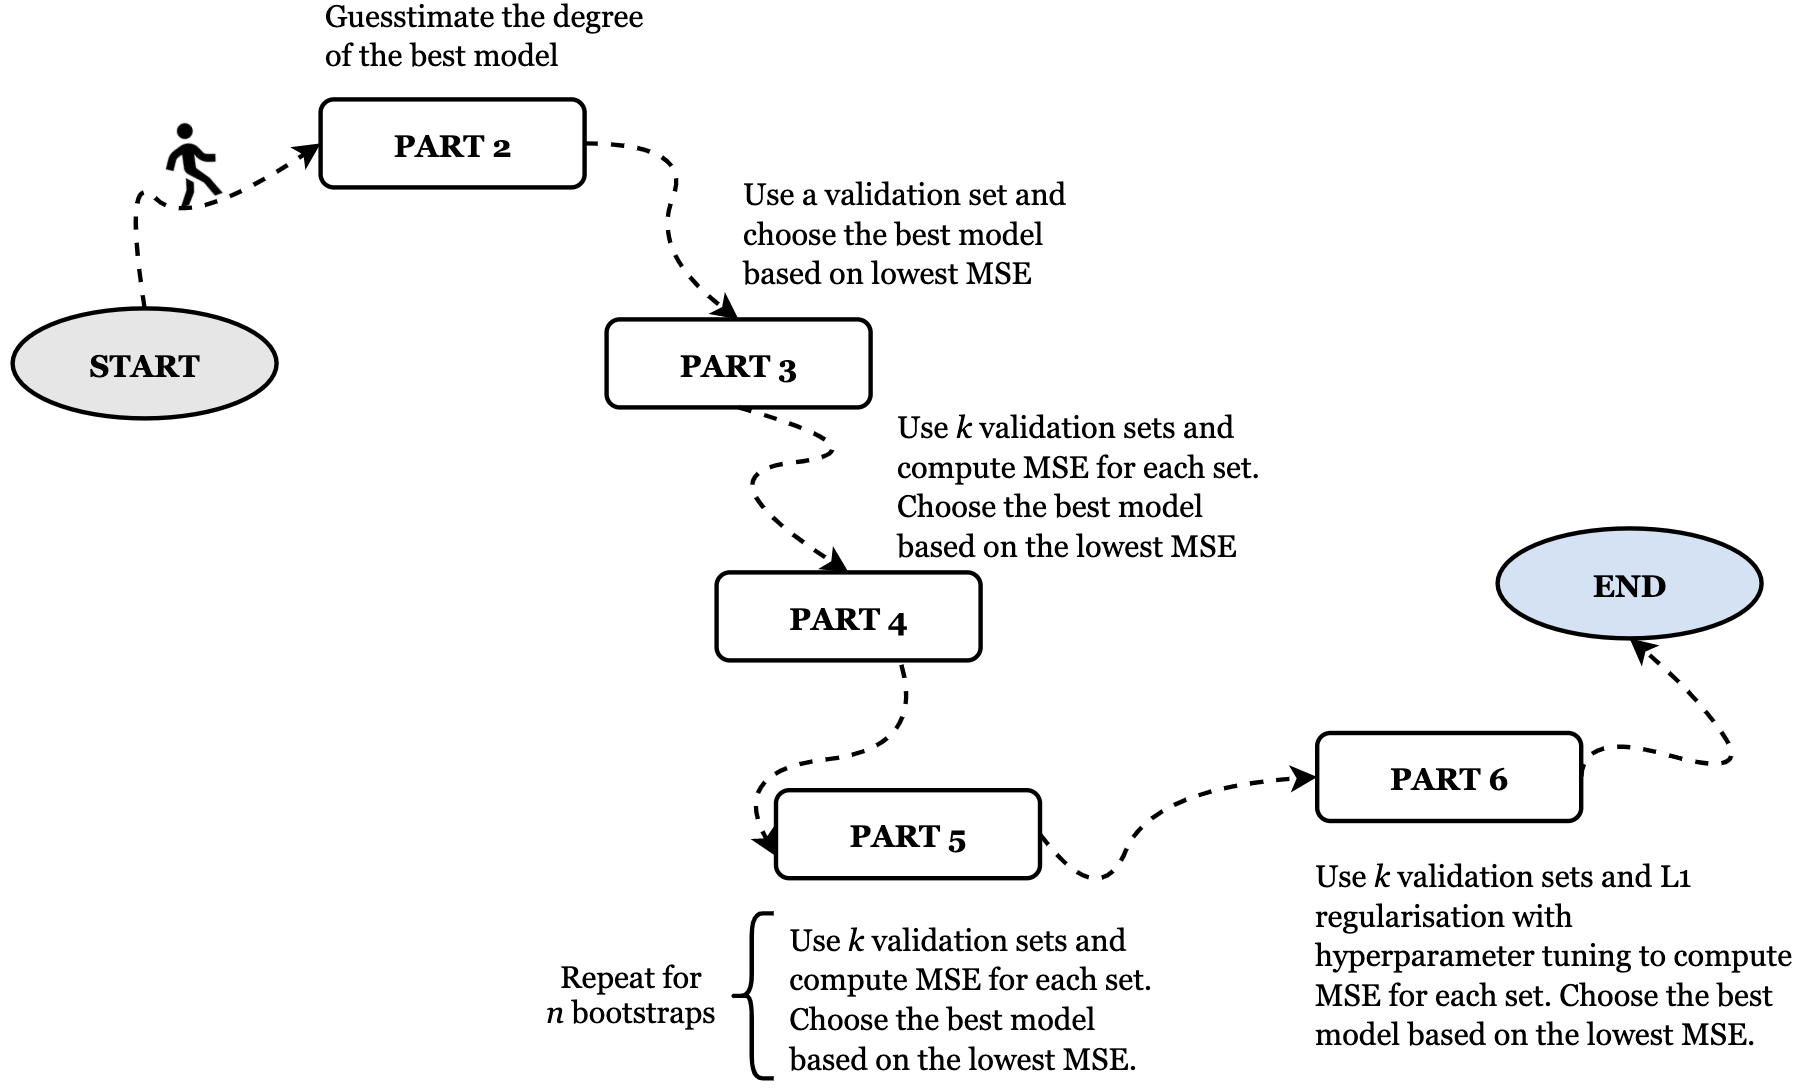 Guesstimate the degree
of the best model
PART 2
Use a validation set and
choose the best model
based on lowest MSE
START
PART 3
Use k validation sets and
compute MSE for each set.
Choose the best model
based on the lowest MSE
PART 4
END
PART 5
PART 6
Repeat for
n bootstraps
Use k validation sets and
compute MSE for each set.
Choose the best model
based on the lowest MSE.
Use k validation sets and L1
regularisation with
hyperparameter tuning to compute
MSE for each set. Choose the best
model based on the lowest MSE.